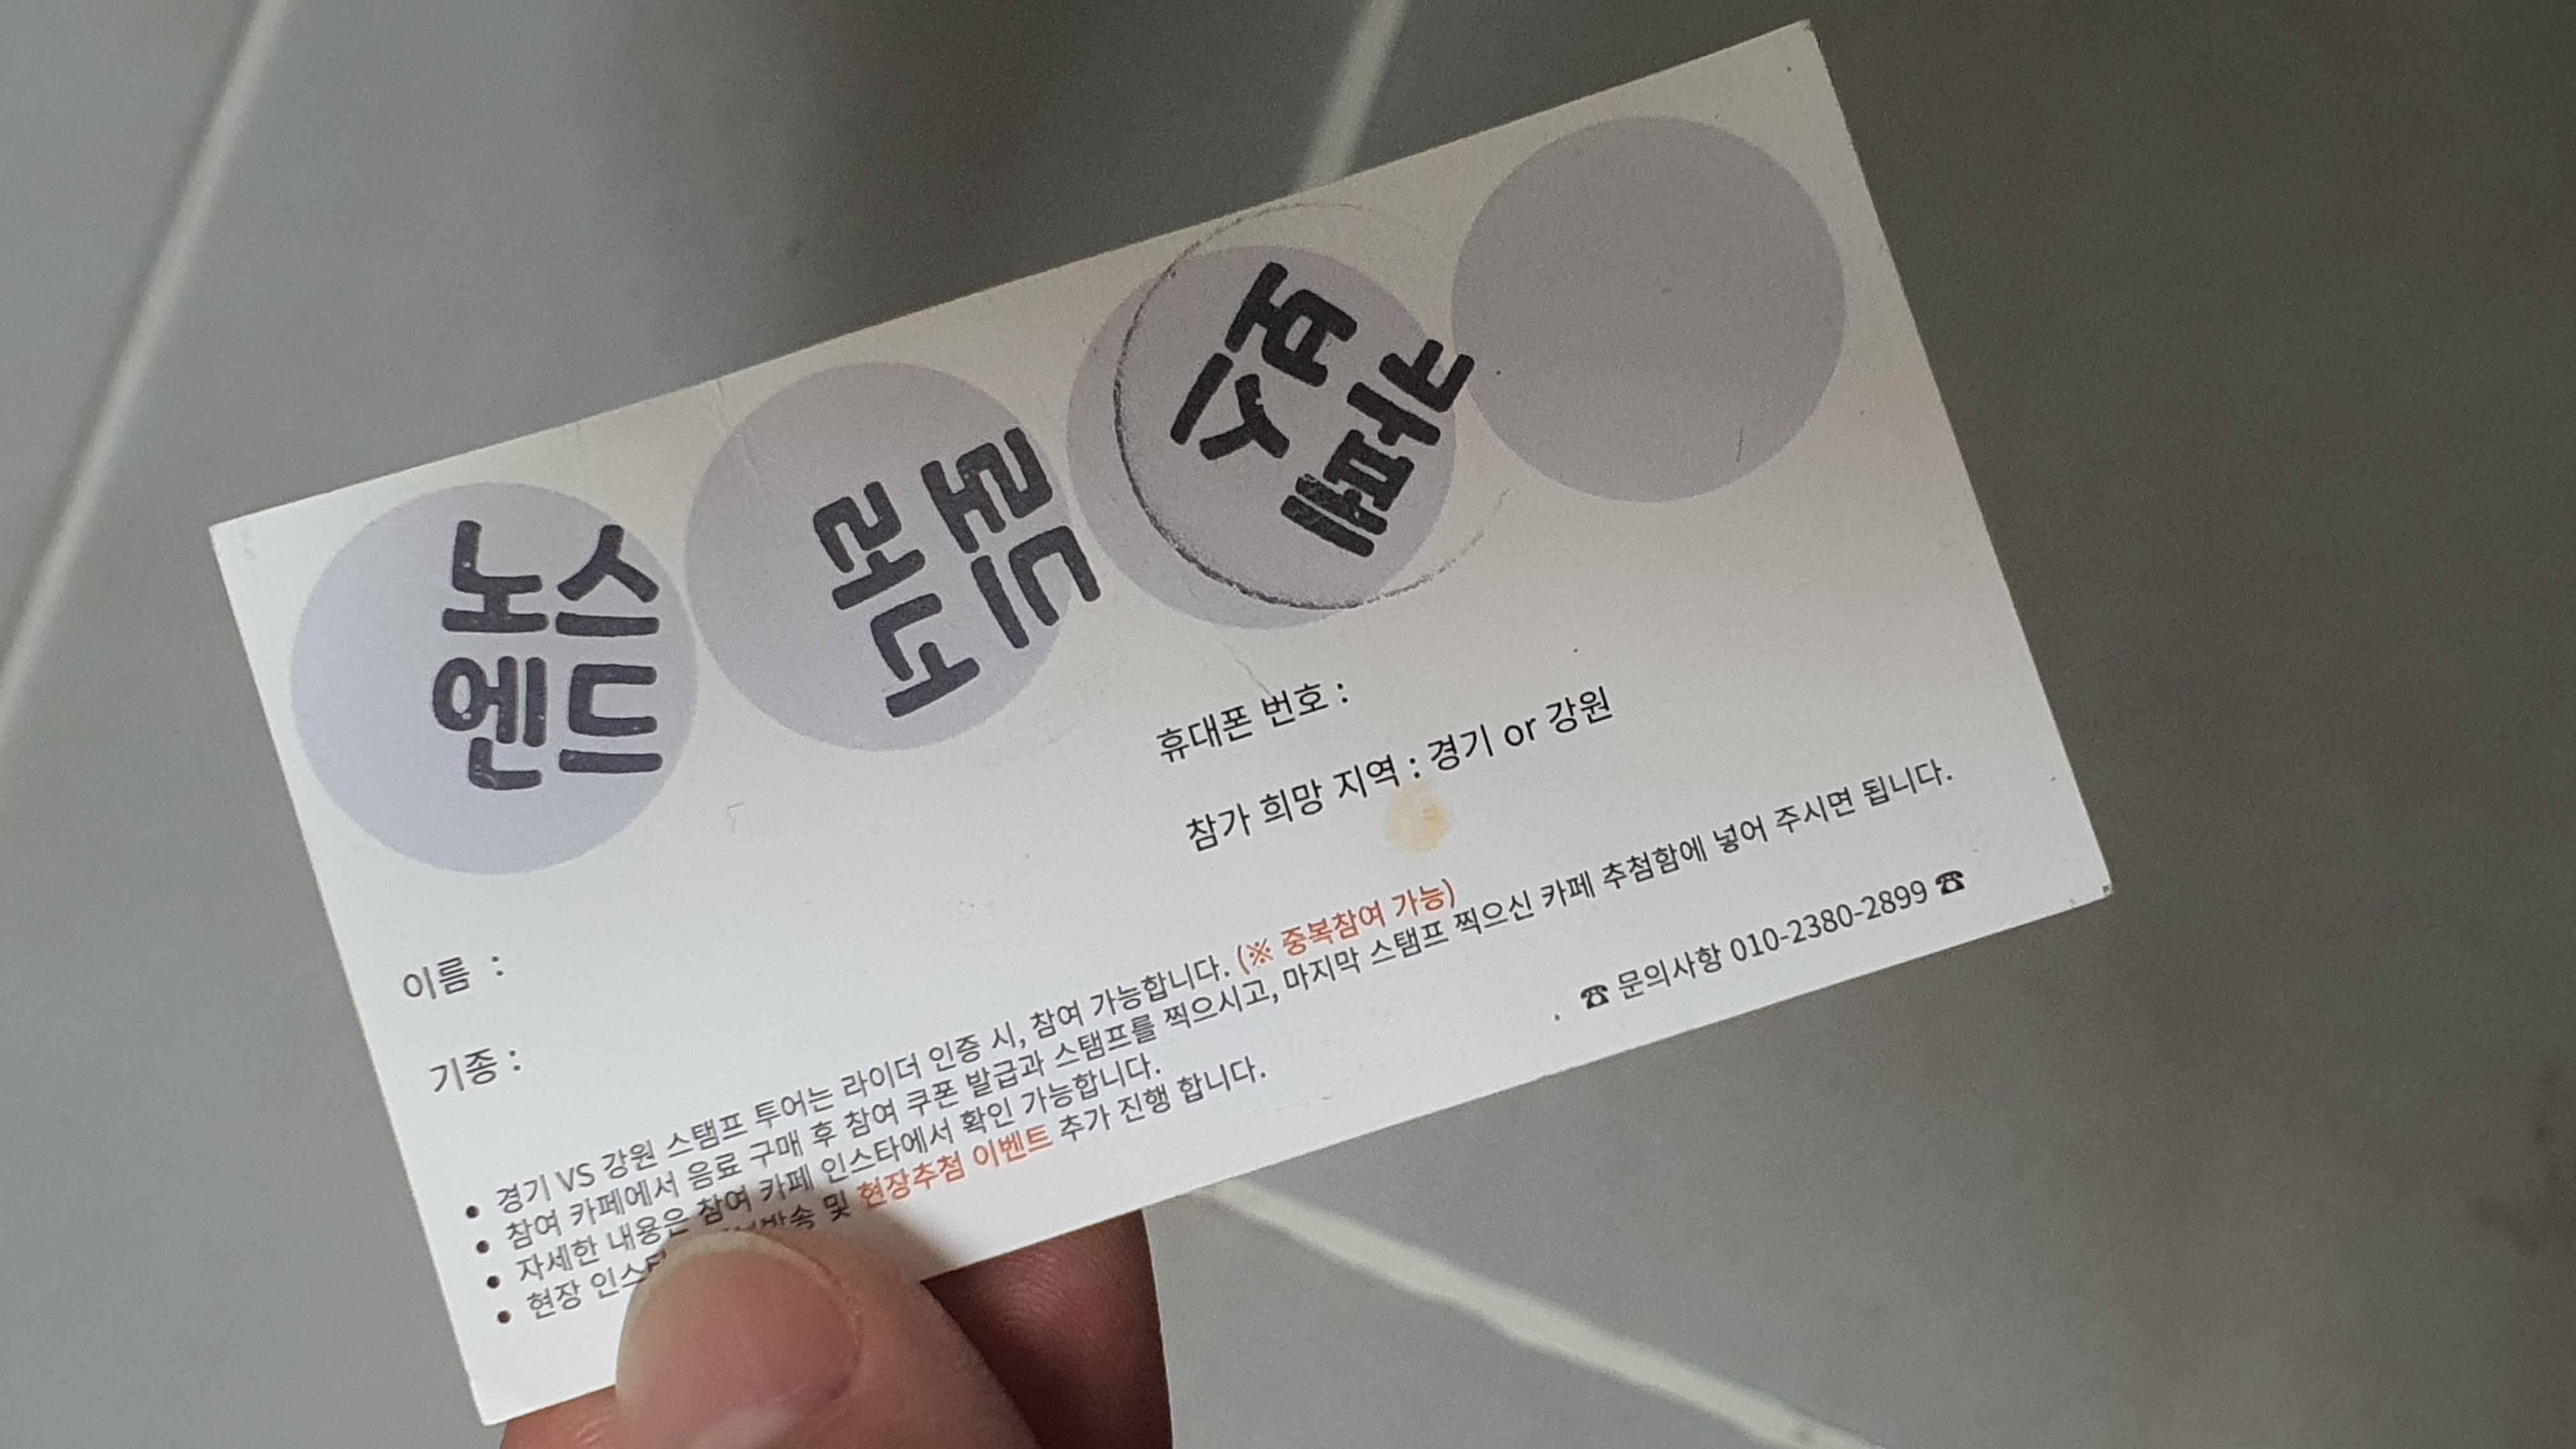 노스
엔드
로드
러너
카페
보스
휴대폰 번호 :
참가 희망 지역 : 경기 or 강원
이름 :
기종 :
• 경기 VS 강원 스탬프 투어는 라이더 인증 시, 참여 가능합니다. (※ 중복참여 가능)
• 참여 카페에서 음료 구매 후 참여 쿠폰 발급과 스탬프를 찍으시고, 마지막 스탬프 찍으신 카페 추첨함에 넣어 주시면 됩니다.
• 자세한 내용은 참여 카페 인스타에서 확인 가능합니다.
• 현장 및 현장추첨 이벤트 추가 진행 합니다.
☎ 문의사항 010-2380-2899 ☎